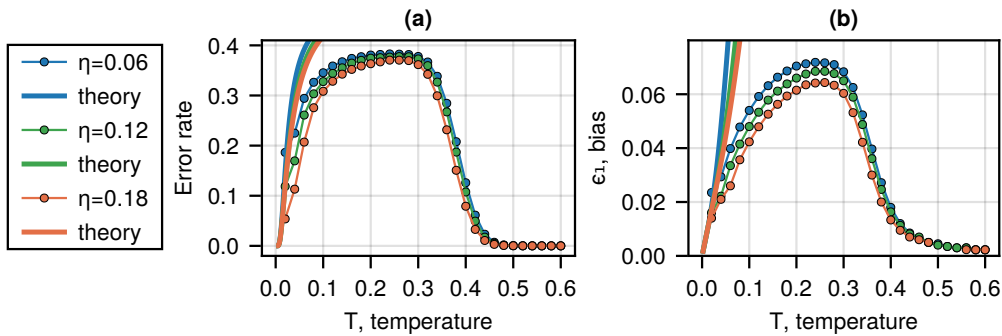 η=0.06
theory
η=0.12
theory
η=0.18
theory
(a)
Error rate
0.4
0.3
0.2
0.1
0.0
0.0 0.1 0.2 0.3 0.4 0.5 0.6
T, temperature
(b)
ϵ₁, bias
0.06
0.04
0.02
0.00
0.0 0.1 0.2 0.3 0.4 0.5 0.6
T, temperature